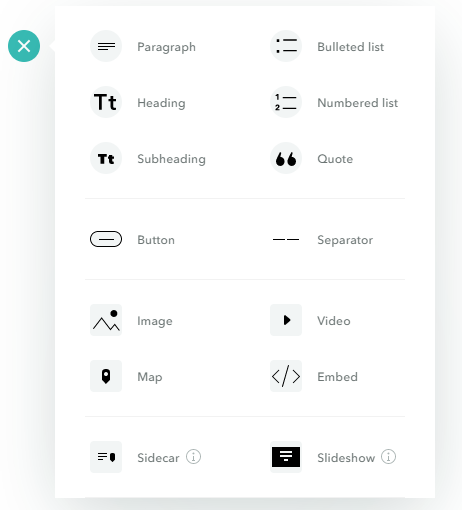 Paragraph
Bulleted list
Tt Heading
1 2 Numbered list
Tt Subheading
Quote
Button
Separator
Image
Video
Map
Embed
Sidecar i
Slideshow i